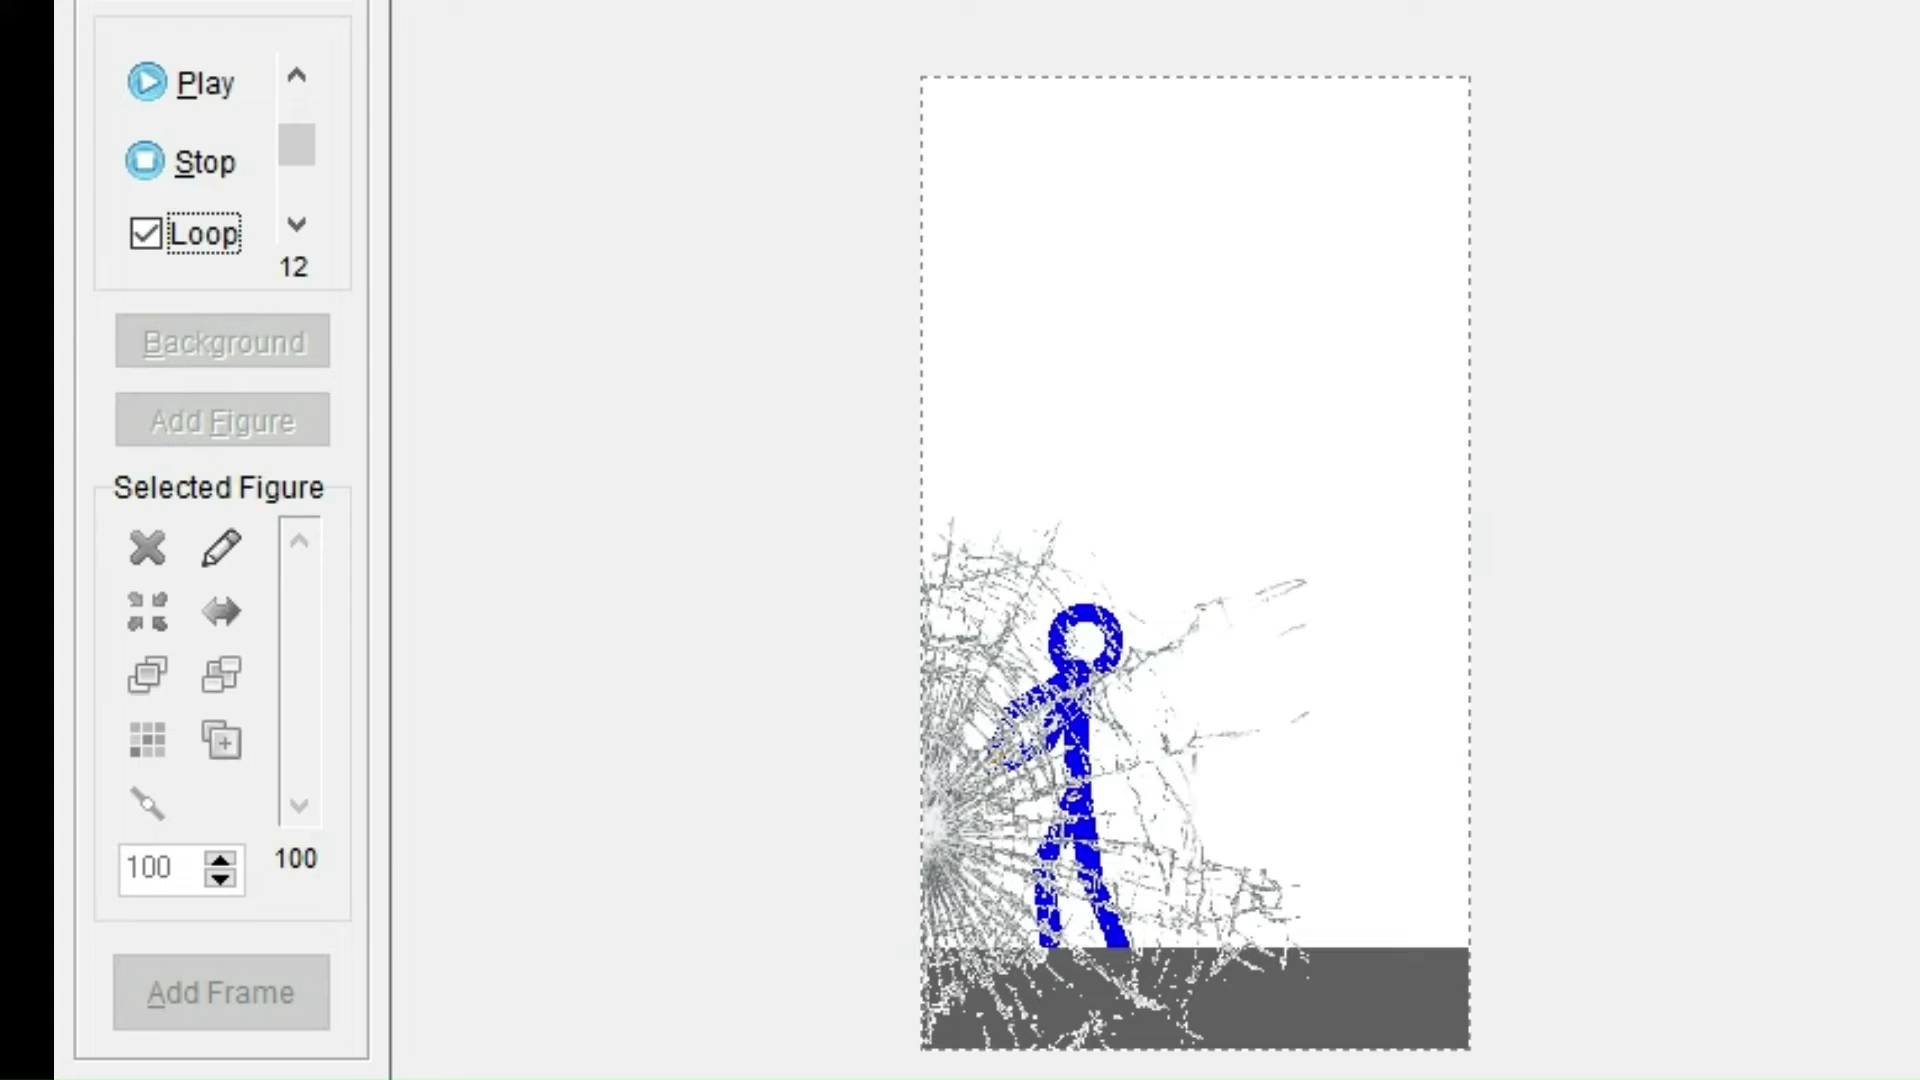 Play
Stop
Loop
12
Background
Add Figure
Selected Figure
100
100
Add Frame